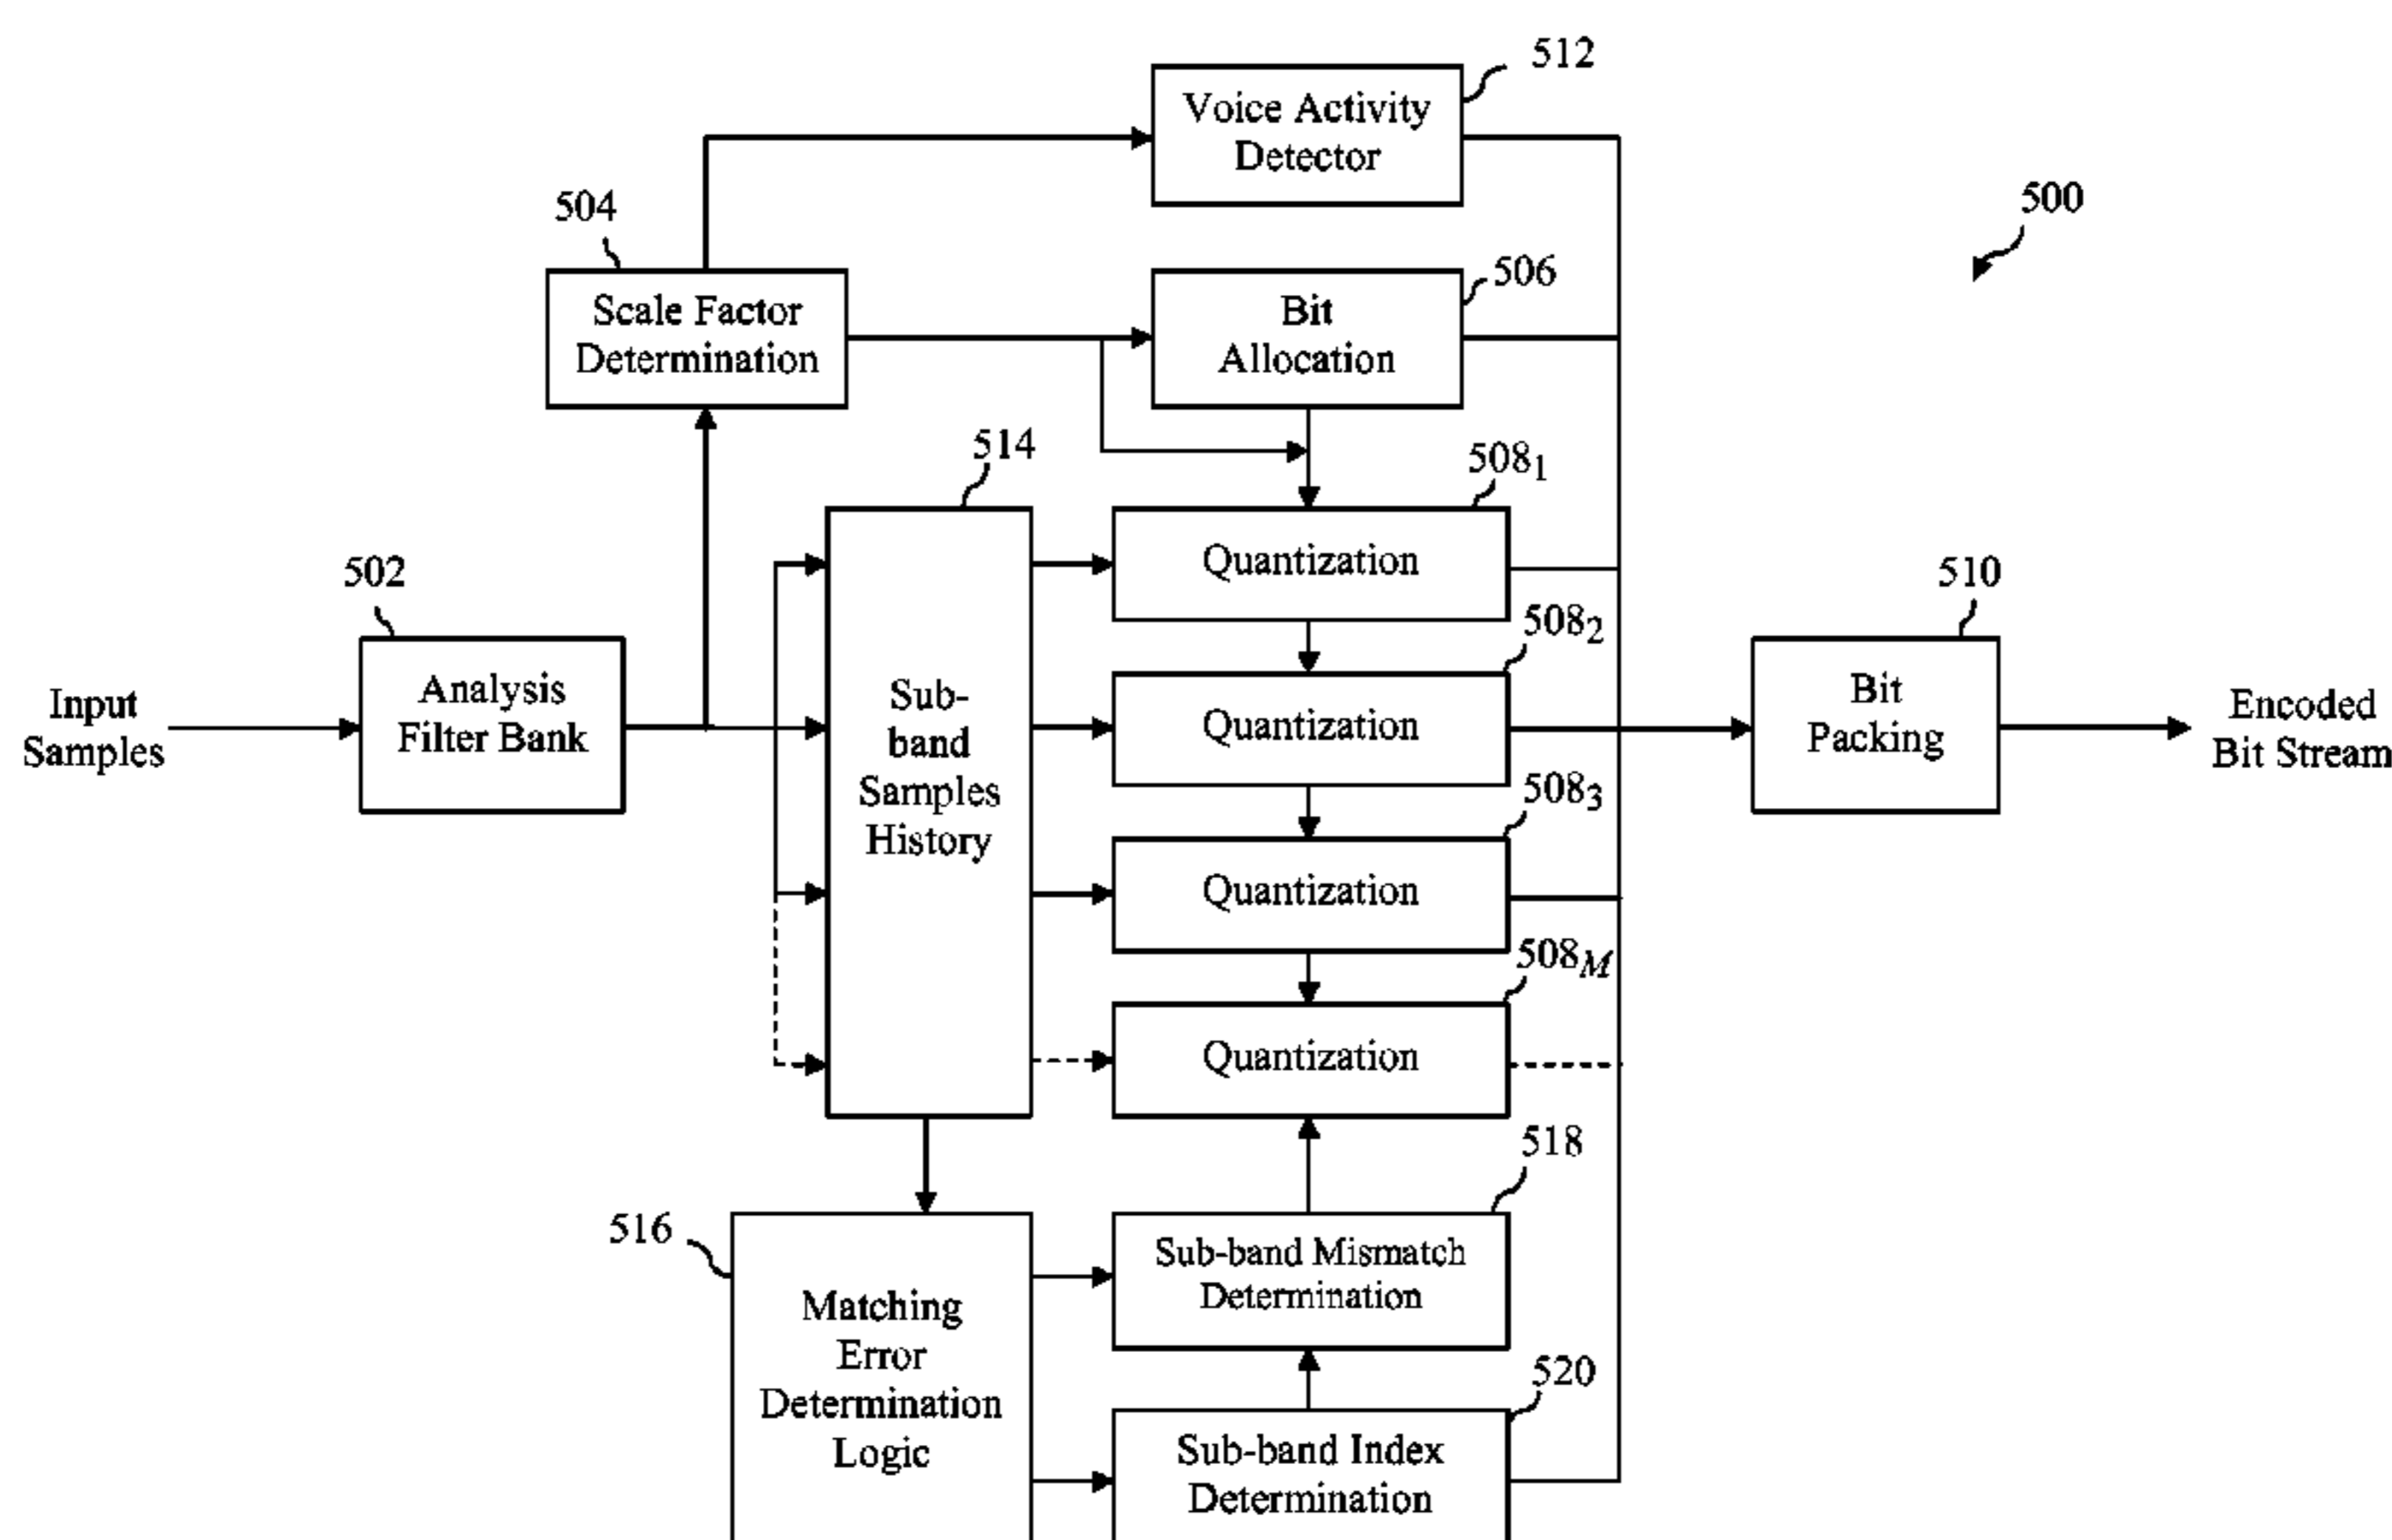 512
Voice Activity
Detector
504
500
506
Scale Factor
Determination
Bit
Allocation
514
508₁
Quantization
502
510
508₂
Input
Samples
Analysis
Filter Bank
Sub-
band
Samples
History
Quantization
Bit
Packing
Encoded
Bit Stream
508₃
Quantization
508M
Quantization
518
516
Sub-band Mismatch
Determination
Matching
Error
Determination
Logic
520
Sub-band Index
Determination